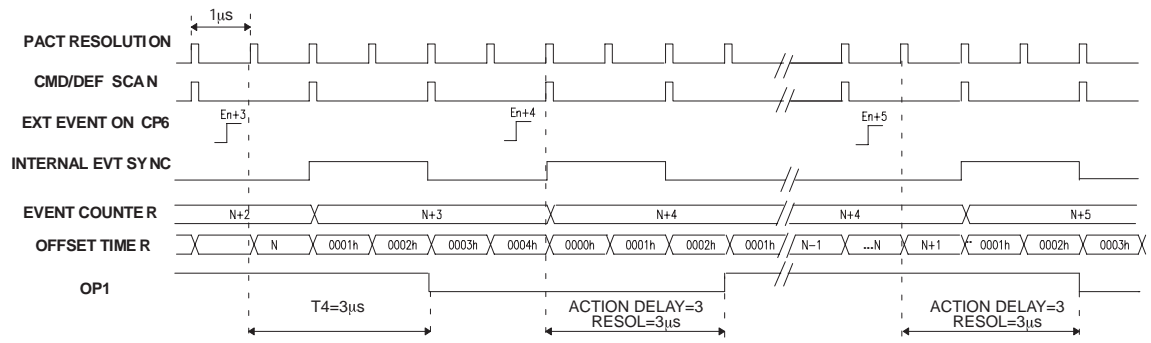 1µs
PACT RESOLUTION
CMD/DEF SCAN
EXT EVENT ON CP6 En+3 En+4 En+5
INTERNAL EVT SYNC
EVENT COUNTER N+2 N+3 N+4 N+4 N+5
OFFSET TIMER N 0001h 0002h 0003h 0004h 0000h 0001h 0002h 0001h N-1 ...N N+1 0001h 0002h 0003h
OP1
T4=3µs ACTION DELAY=3 ACTION DELAY=3
RESOL=3µs RESOL=3µs